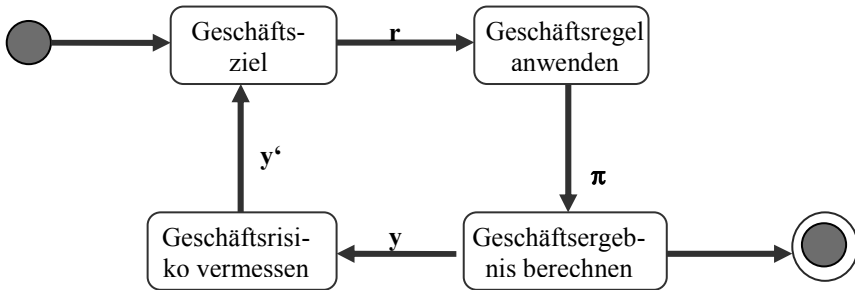 Geschäfts-
ziel
r
Geschäftsregel
anwenden
y‘
π
Geschäftsrisi-
ko vermessen
y
Geschäftsergeb-
nis berechnen